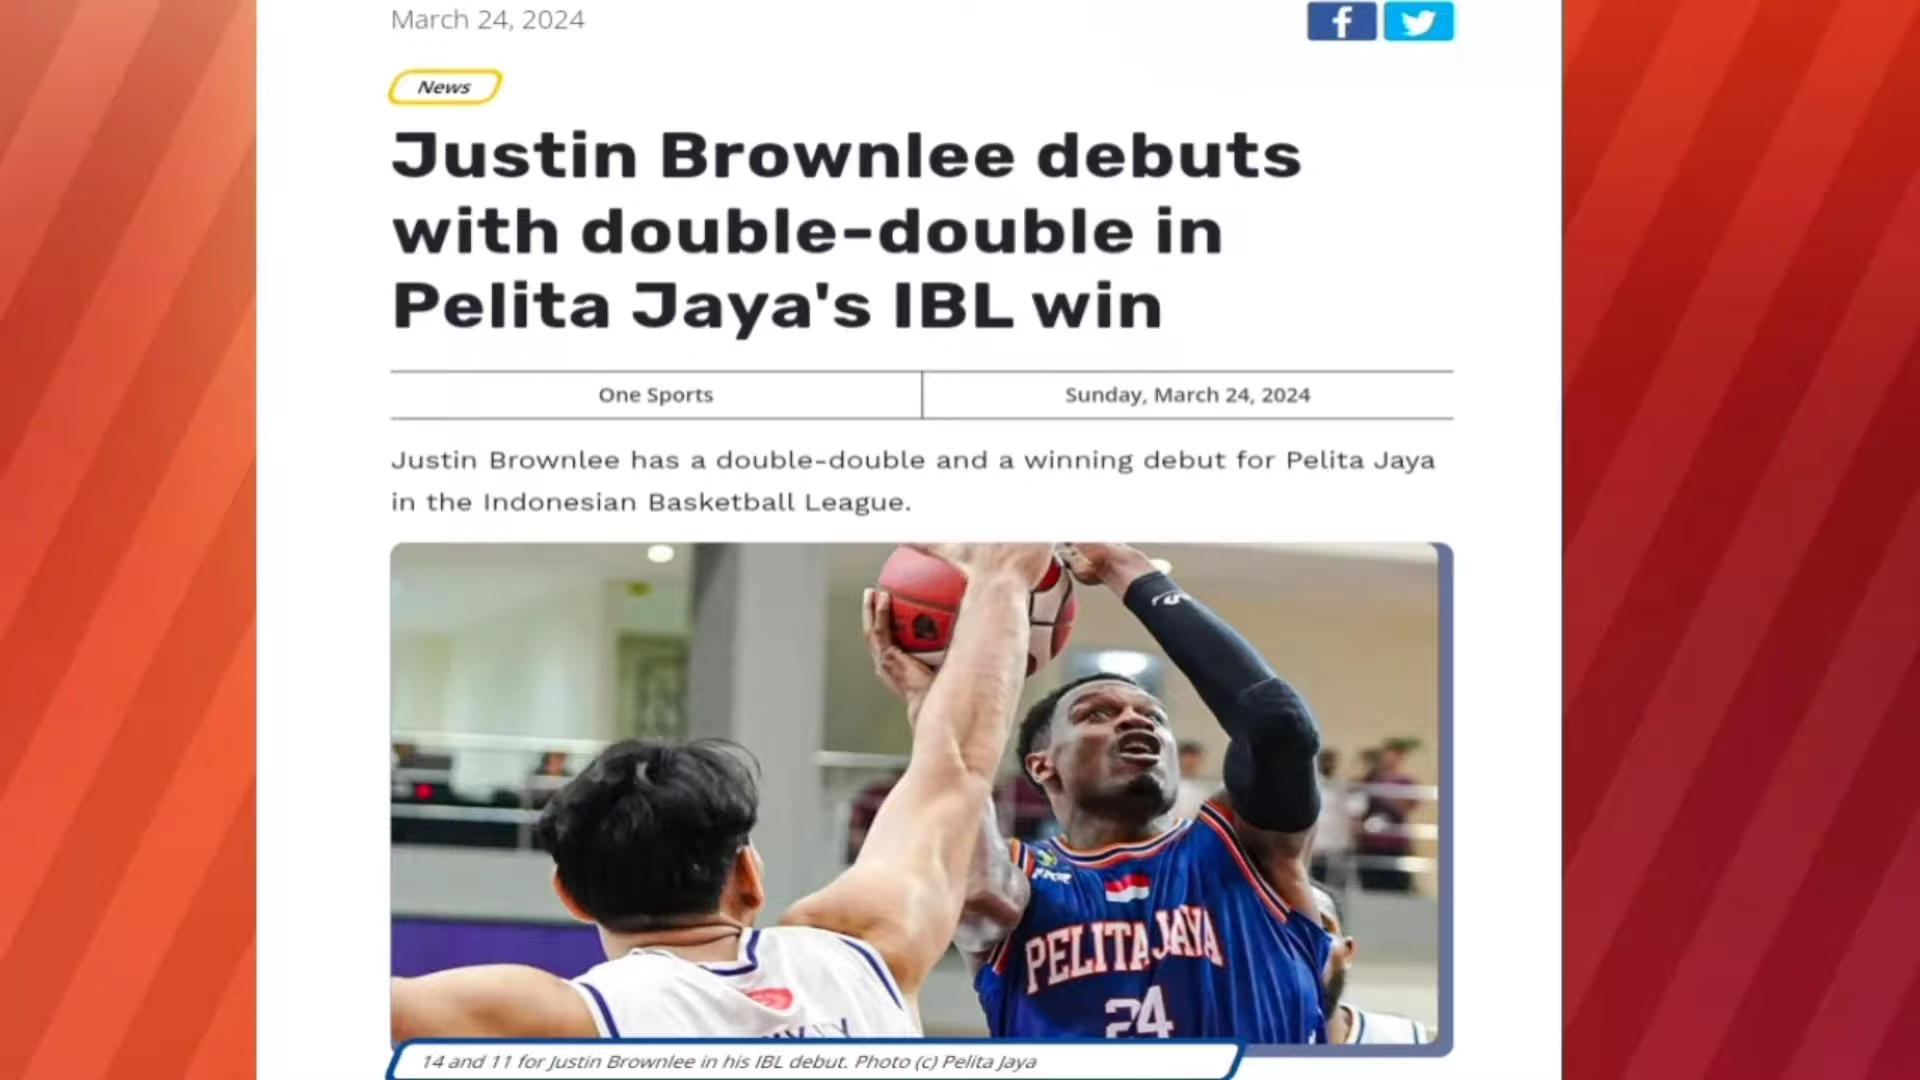 March 24, 2024
News
Justin Brownlee debuts
with double-double in
Pelita Jaya's IBL win
One Sports
Sunday, March 24, 2024
Justin Brownlee has a double-double and a winning debut for Pelita Jaya
in the Indonesian Basketball League.
PELITA JAYA
24
14 and 11 for Justin Brownlee in his IBL debut. Photo (c) Pelita Jaya